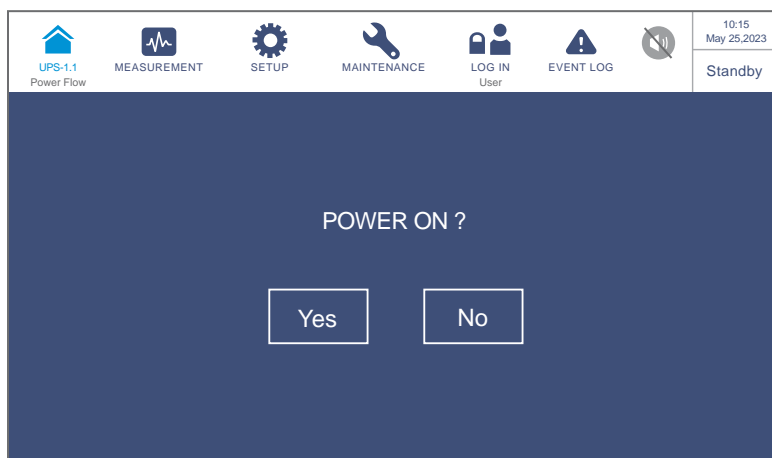 UPS-1.1
Power Flow
MEASUREMENT
SETUP
MAINTENANCE
LOG IN
User
EVENT LOG
10:15
May 25,2023
Standby
POWER ON ?
Yes
No